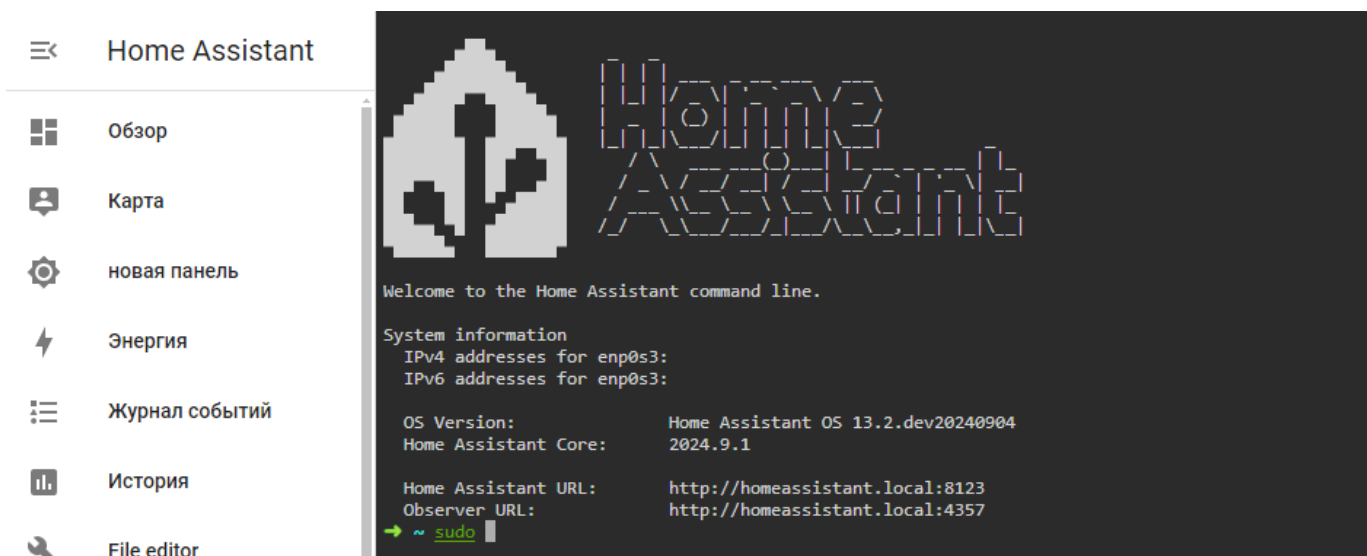 Home Assistant
Обзор
Карта
новая панель
Энергия
Журнал событий
История
File editor
Home
Assistant
Welcome to the Home Assistant command line.
System information
IPv4 addresses for enp0s3:
IPv6 addresses for enp0s3:
OS Version: Home Assistant OS 13.2.dev20240904
Home Assistant Core: 2024.9.1
Home Assistant URL: http://homeassistant.local:8123
Observer URL: http://homeassistant.local:4357
➜ ~ sudo